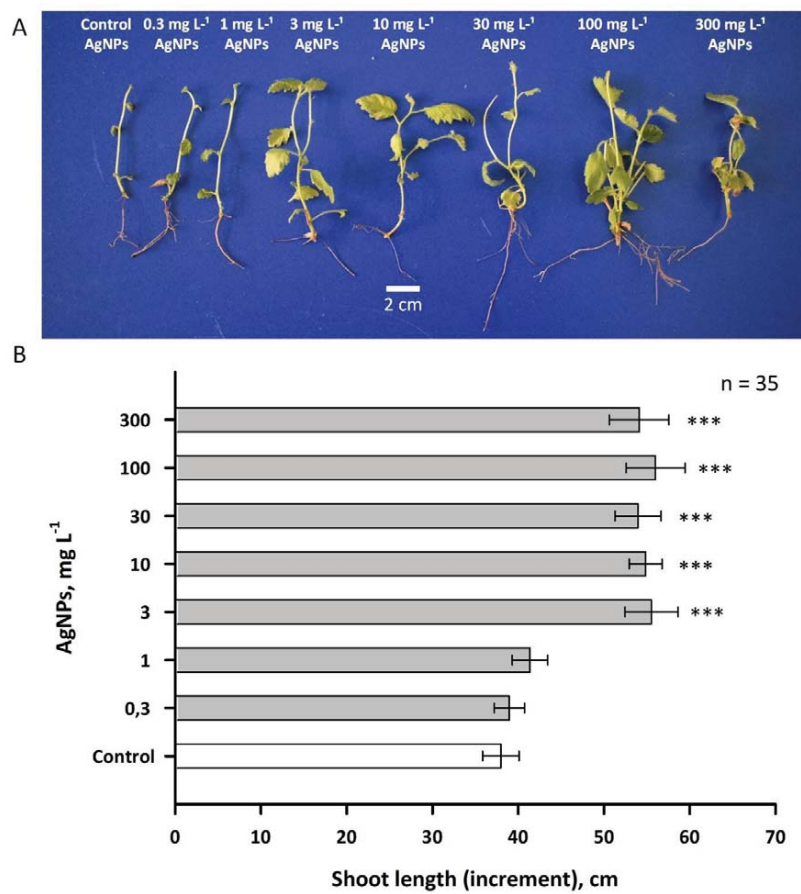 A
Control 0.3 mg L⁻¹ 1 mg L⁻¹ 3 mg L⁻¹ 10 mg L⁻¹ 30 mg L⁻¹ 100 mg L⁻¹ 300 mg L⁻¹
AgNPs AgNPs AgNPs AgNPs AgNPs AgNPs AgNPs AgNPs
2 cm
B
n = 35
300 ***
100 ***
30 ***
10 ***
3 ***
1
0,3
Control
AgNPs, mg L⁻¹
0 10 20 30 40 50 60 70
Shoot length (increment), cm